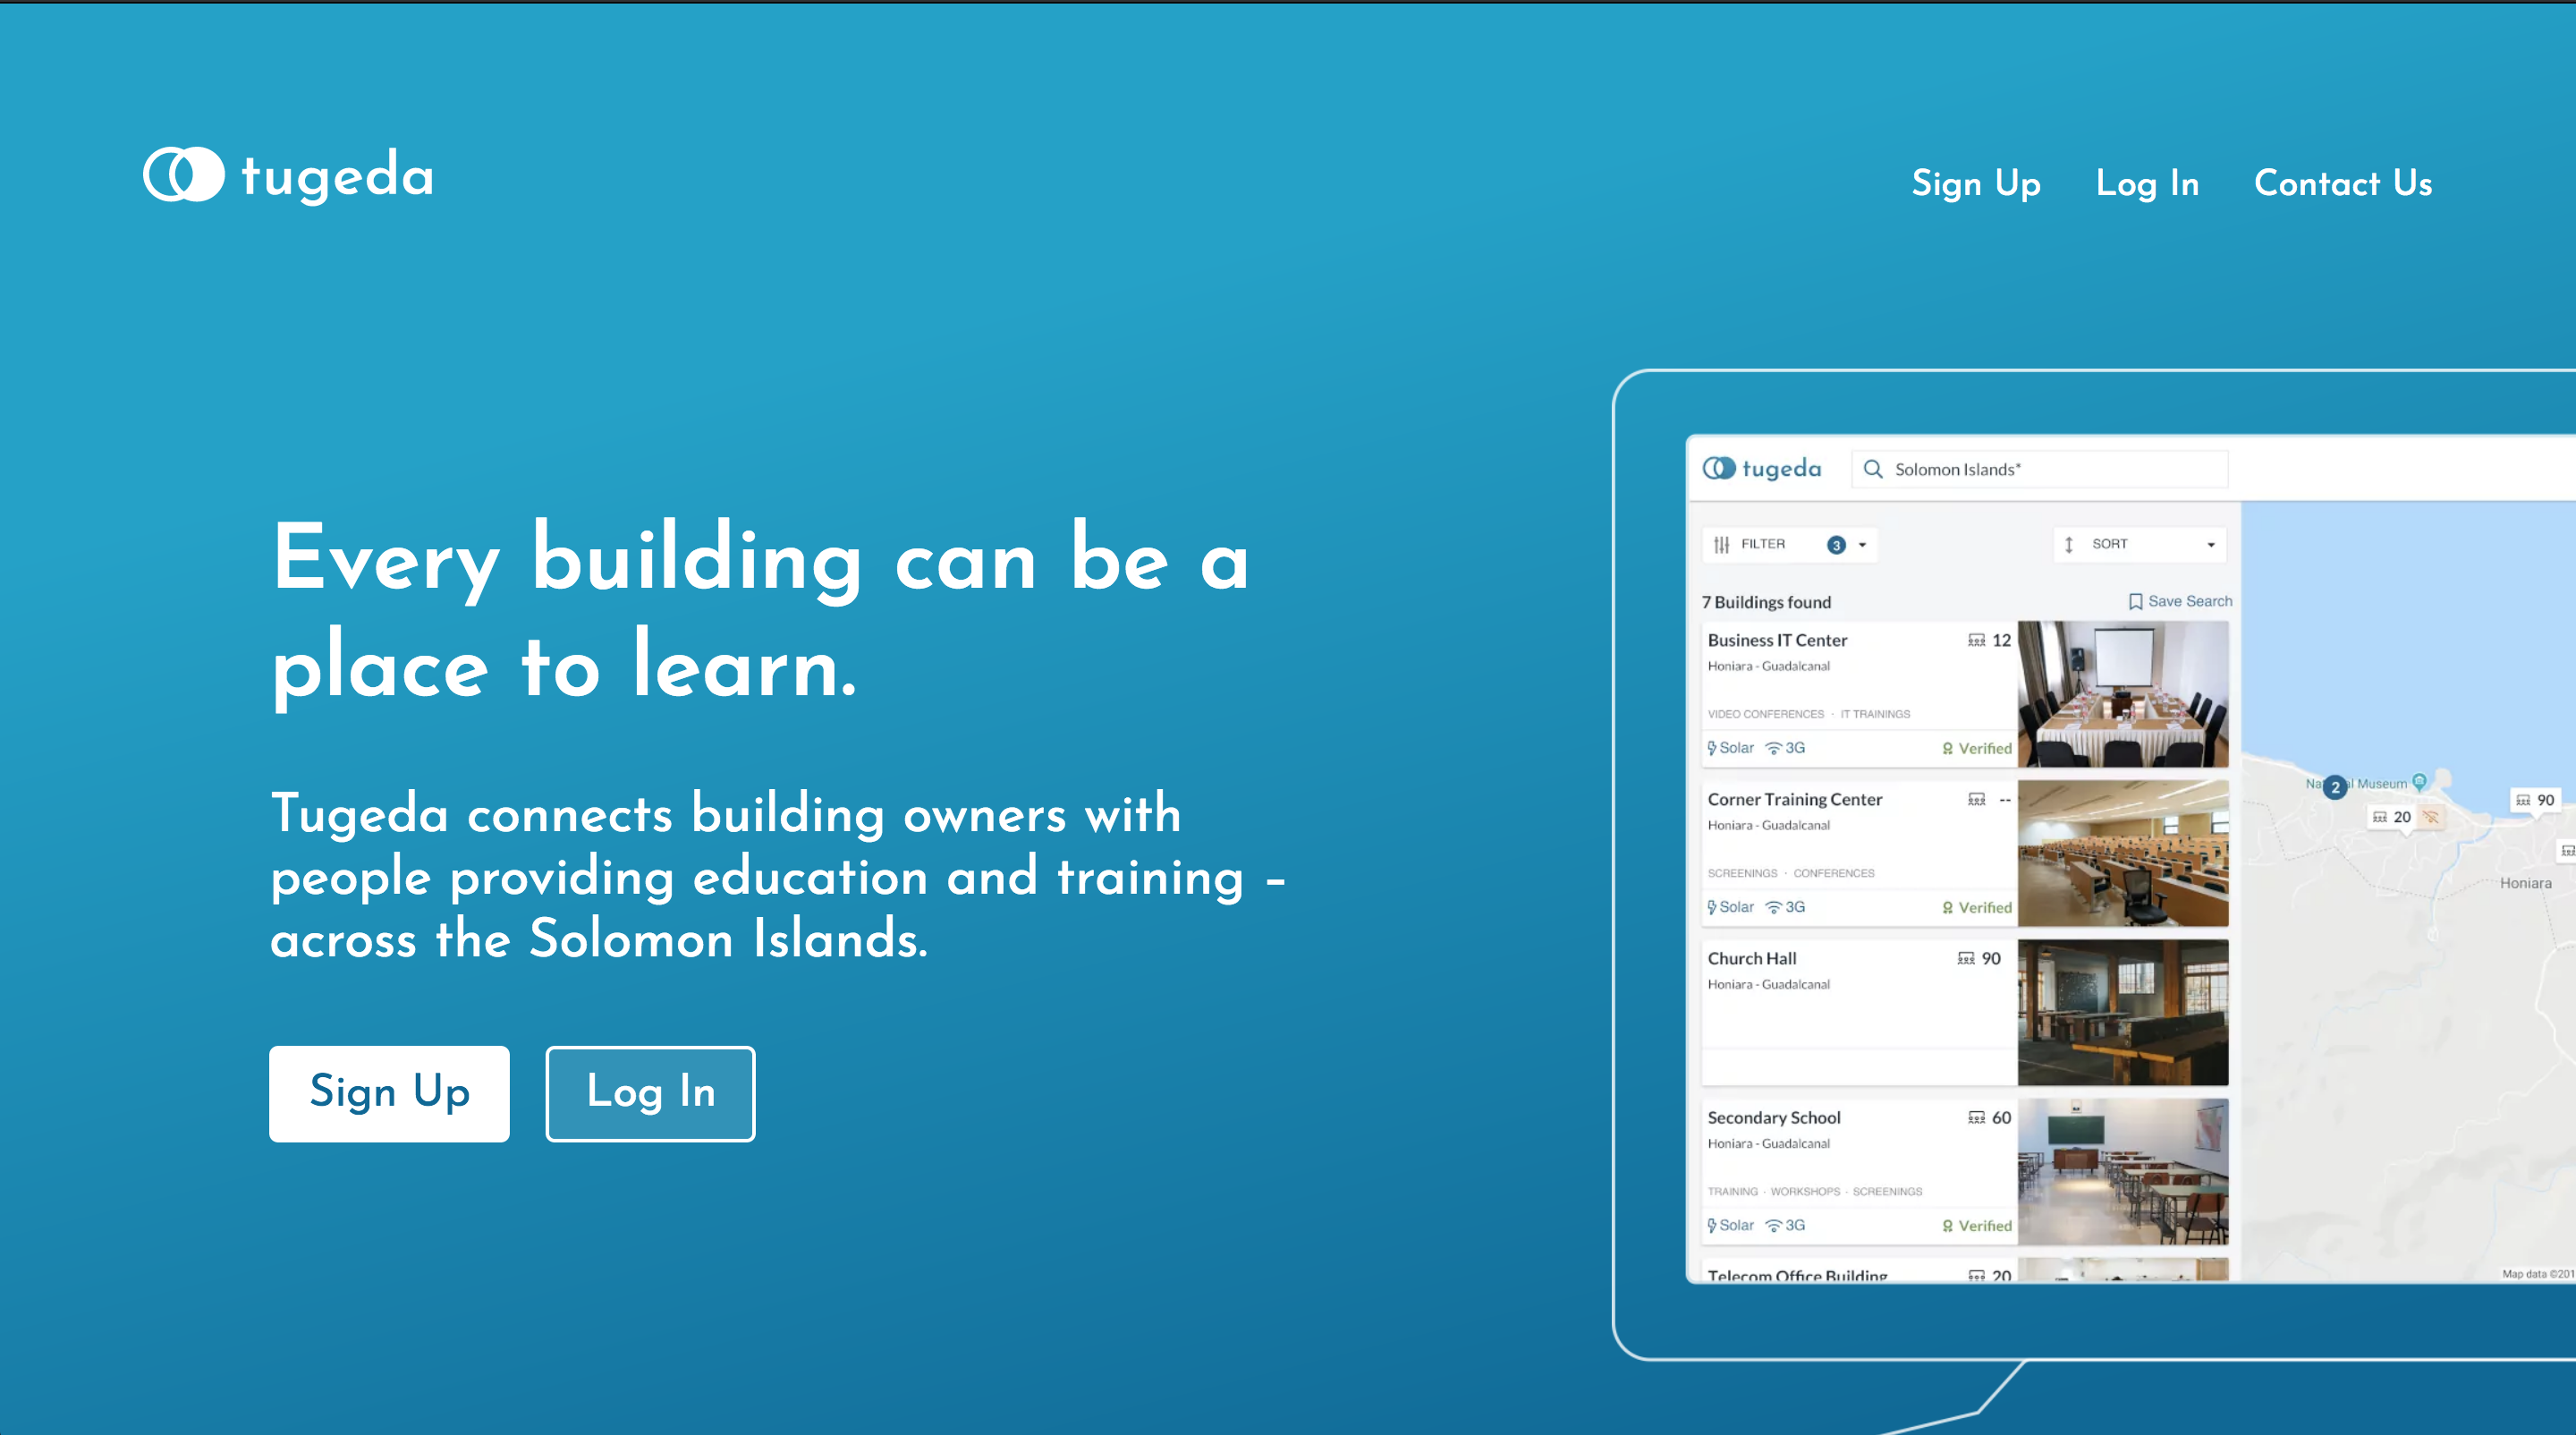 tugeda
Sign Up
Log In
Contact Us
Every building can be a
place to learn.
Tugeda connects building owners with
people providing education and training –
across the Solomon Islands.
Sign Up
Log In
tugeda
Solomon Islands*
FILTER 3
SORT
7 Buildings found
Save Search
Business IT Center 12
Honiara - Guadalcanal
VIDEO CONFERENCES · IT TRAININGS
Solar 3G Verified
Corner Training Center --
Honiara - Guadalcanal
SCREENINGS · CONFERENCES
Solar 3G Verified
Church Hall 90
Honiara - Guadalcanal
Secondary School 60
Honiara - Guadalcanal
TRAINING · WORKSHOPS · SCREENINGS
Solar 3G Verified
Telecom Office Building 20
2
Museum
20
90
Honiara
Map data ©201